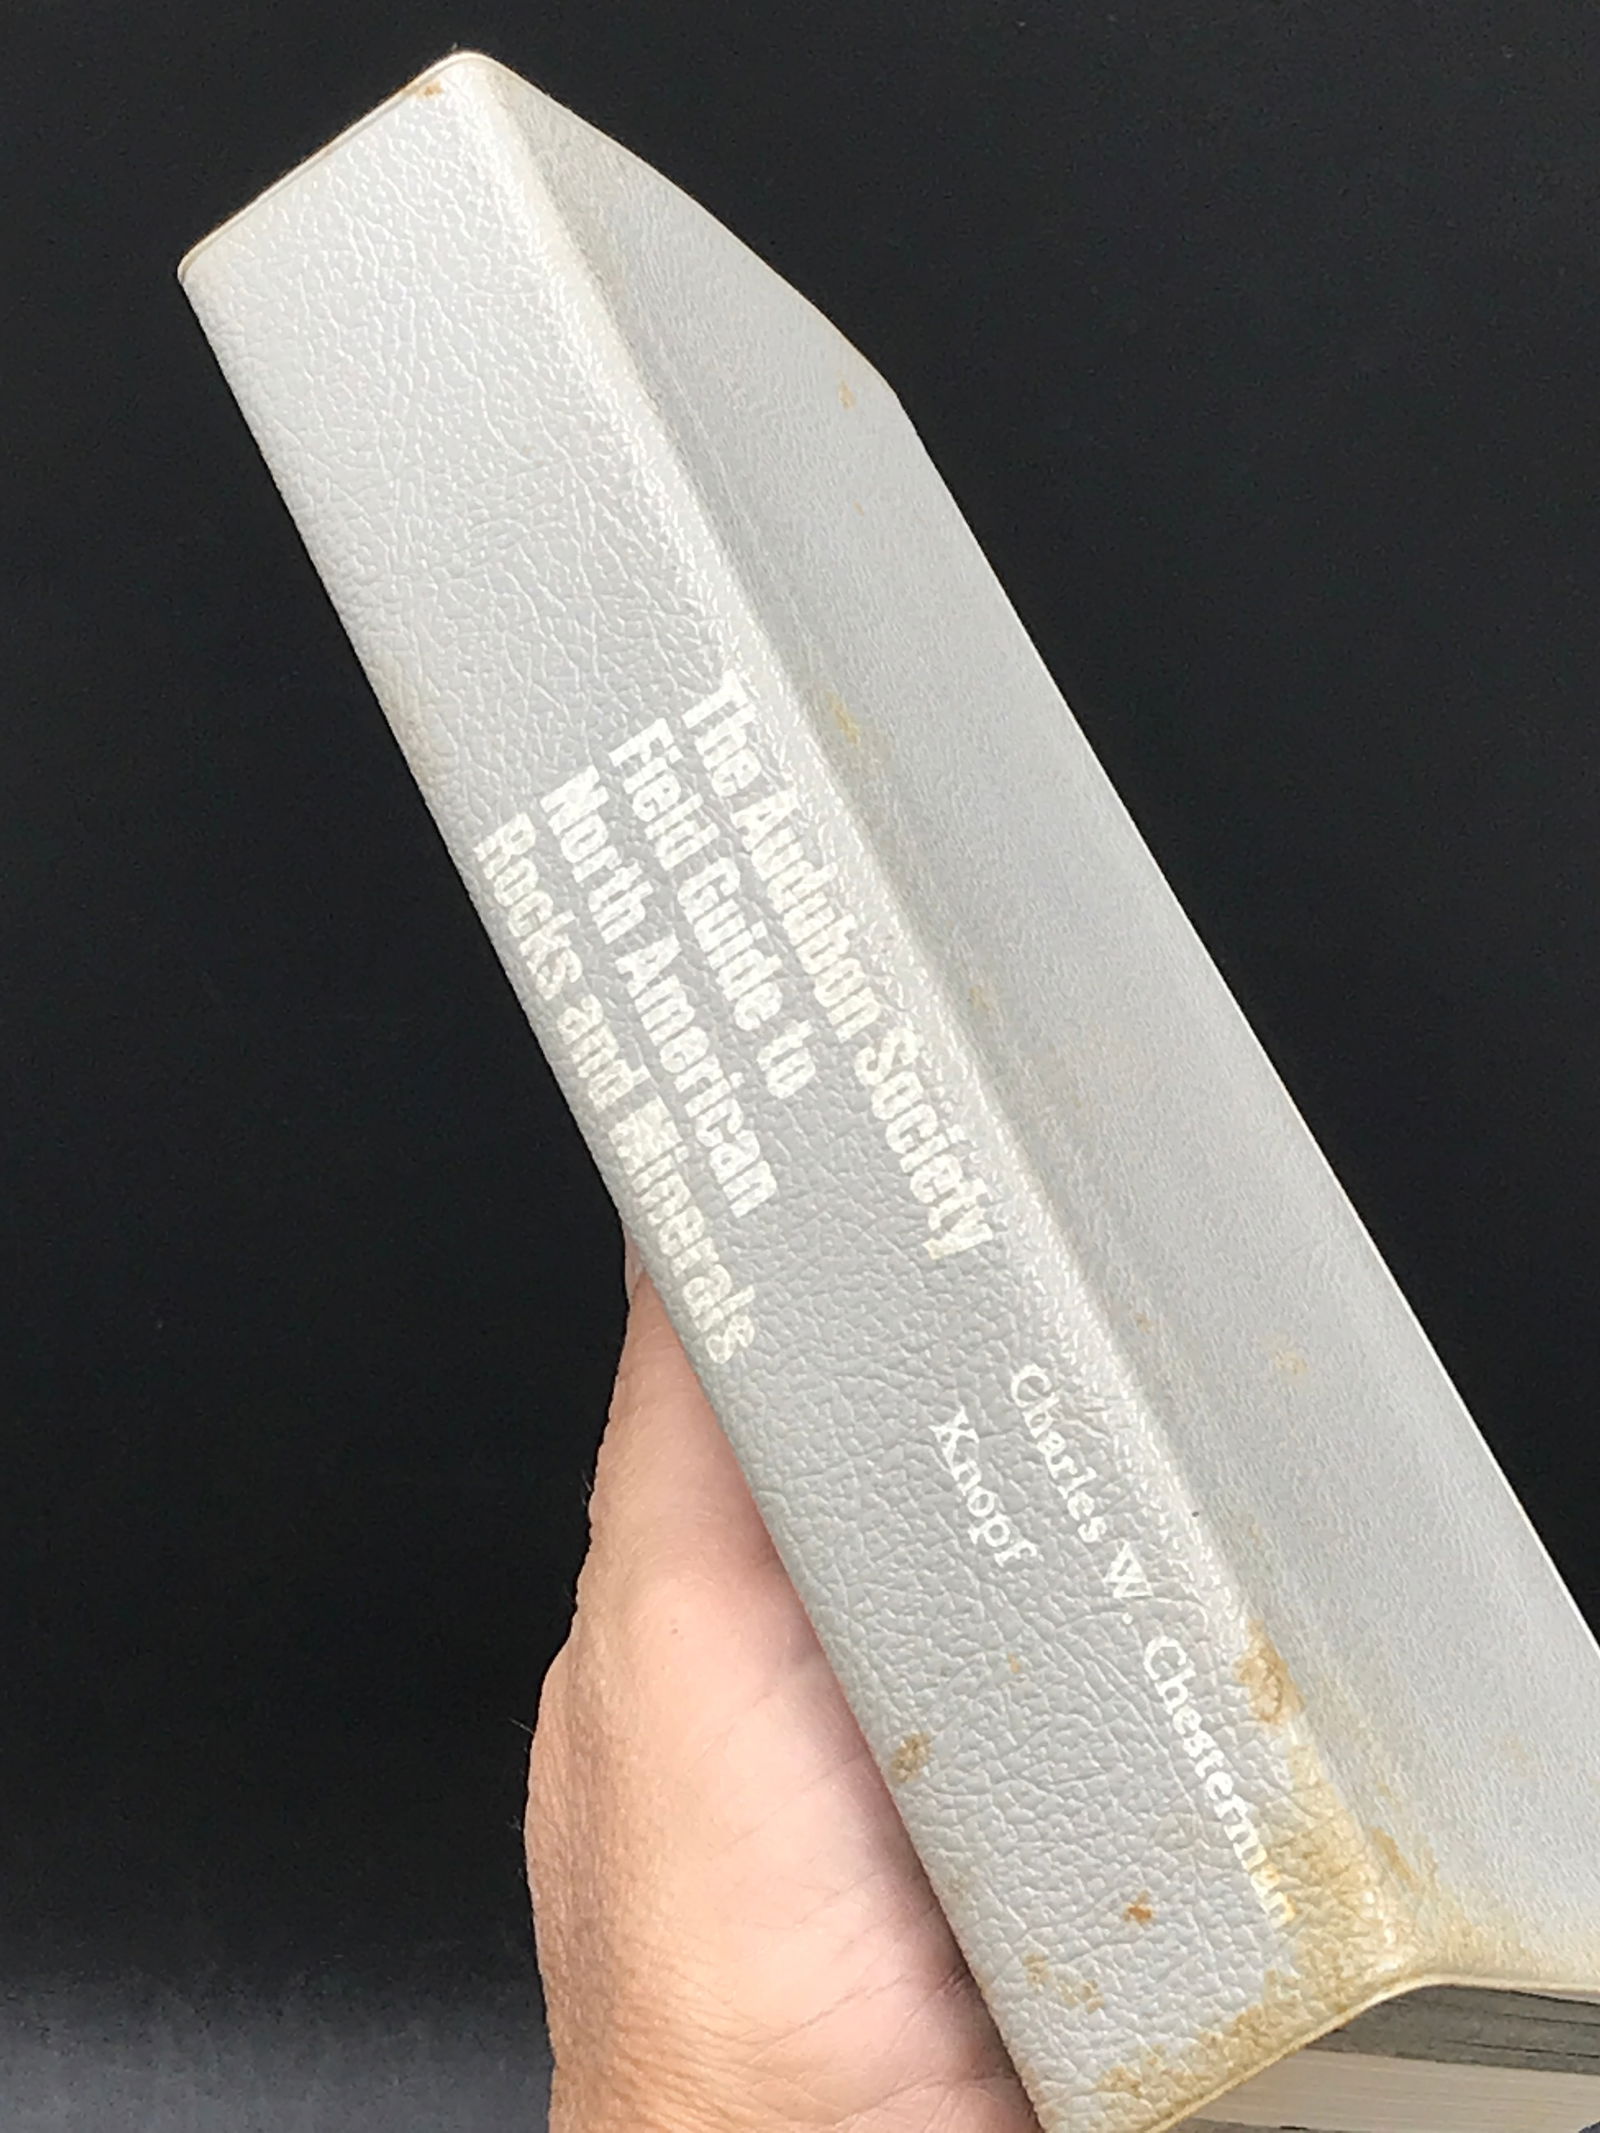 The Audubon Society
Field Guide to
North American
Rocks and Minerals
Charles W. Chesterman
Knopf